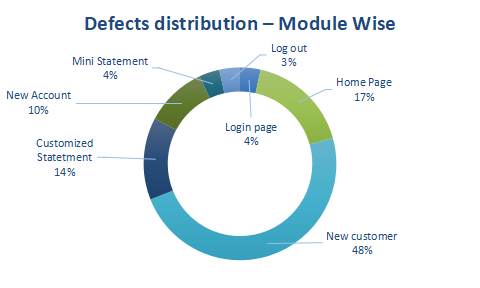 Defects distribution – Module Wise
Log out
3%
Mini Statement
4%
Home Page
17%
New Account
10%
Login page
4%
Customized
Statetment
14%
New customer
48%